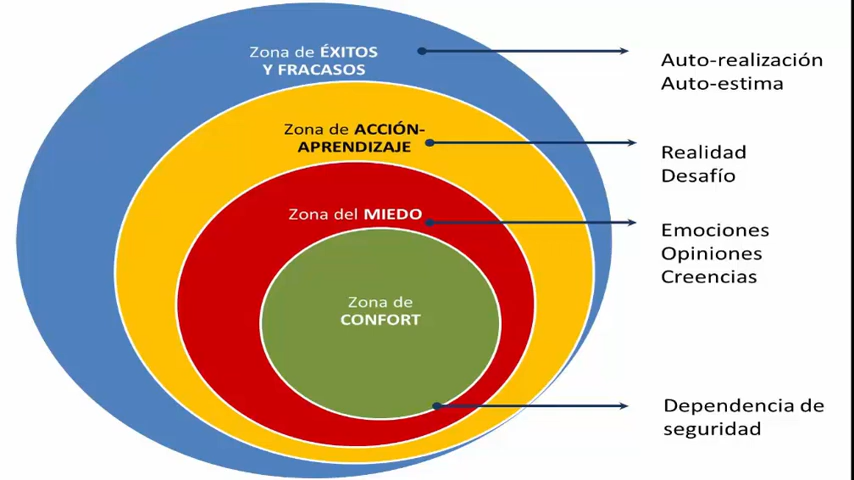 Zona de ÉXITOS
Y FRACASOS
Auto-realización
Auto-estima
Zona de ACCIÓN-
APRENDIZAJE
Realidad
Desafío
Zona del MIEDO
Emociones
Opiniones
Creencias
Zona de
CONFORT
Dependencia de
seguridad